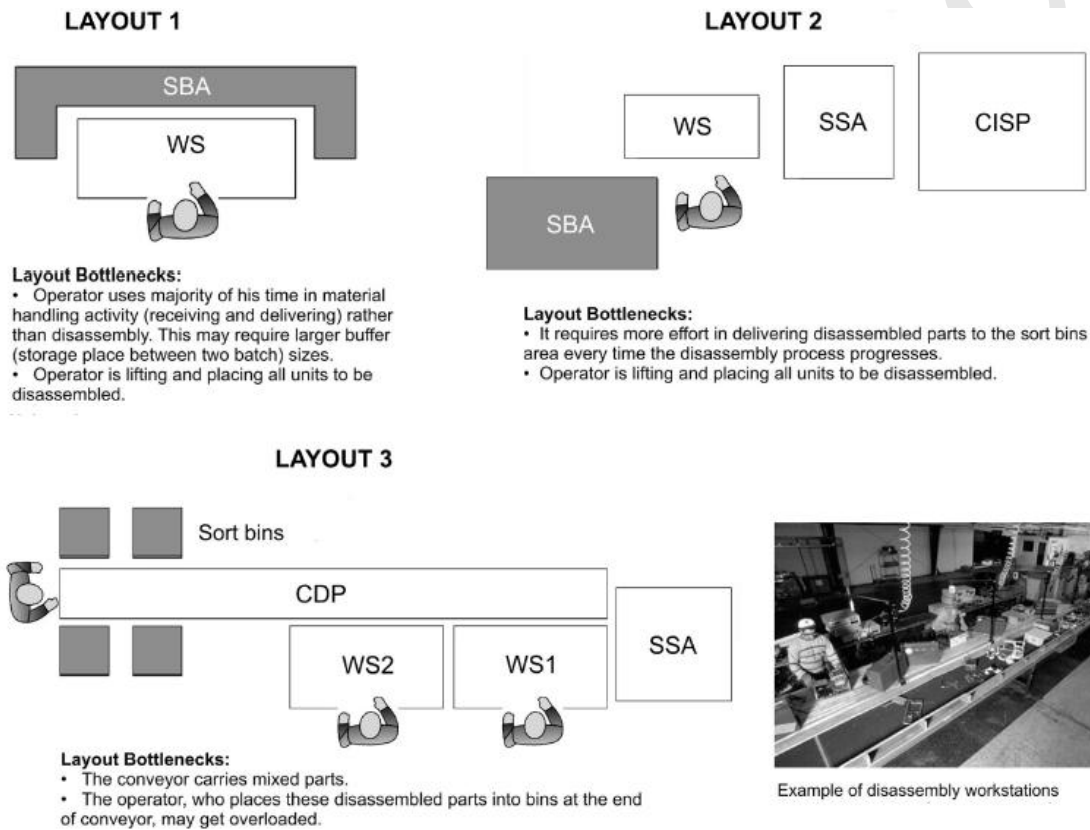 LAYOUT 1
SBA
WS
Layout Bottlenecks:
• Operator uses majority of his time in material
handling activity (receiving and delivering) rather
than disassembly. This may require larger buffer
(storage place between two batch) sizes.
• Operator is lifting and placing all units to be
disassembled.
LAYOUT 2
WS
SSA
CISP
SBA
Layout Bottlenecks:
• It requires more effort in delivering disassembled parts to the sort bins
area every time the disassembly process progresses.
• Operator is lifting and placing all units to be disassembled.
LAYOUT 3
Sort bins
CDP
WS2
WS1
SSA
Layout Bottlenecks:
• The conveyor carries mixed parts.
• The operator, who places these disassembled parts into bins at the end
of conveyor, may get overloaded.
Example of disassembly workstations